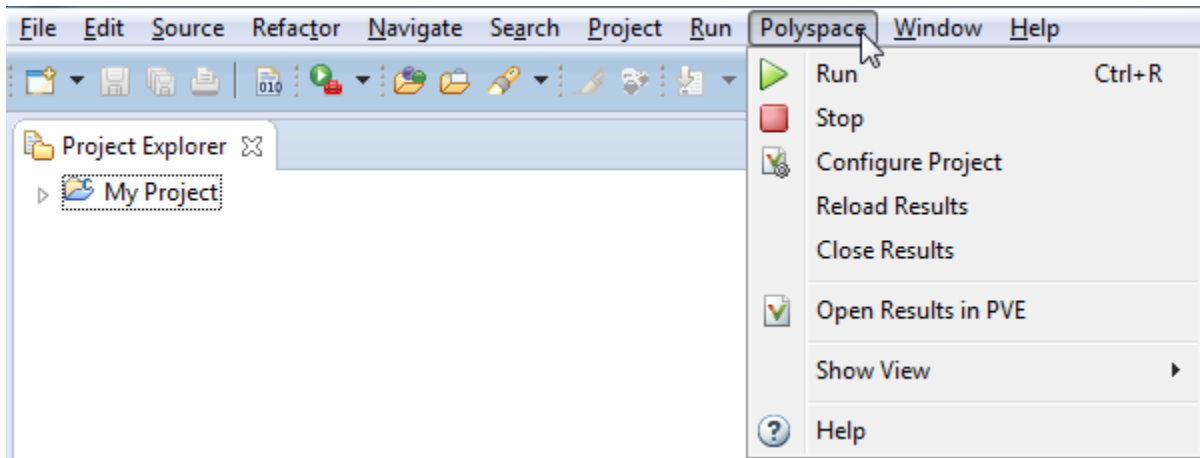 File Edit Source Refactor Navigate Search Project Run Polyspace Window Help
010
Project Explorer
My Project
Run Ctrl+R
Stop
Configure Project
Reload Results
Close Results
Open Results in PVE
Show View
Help